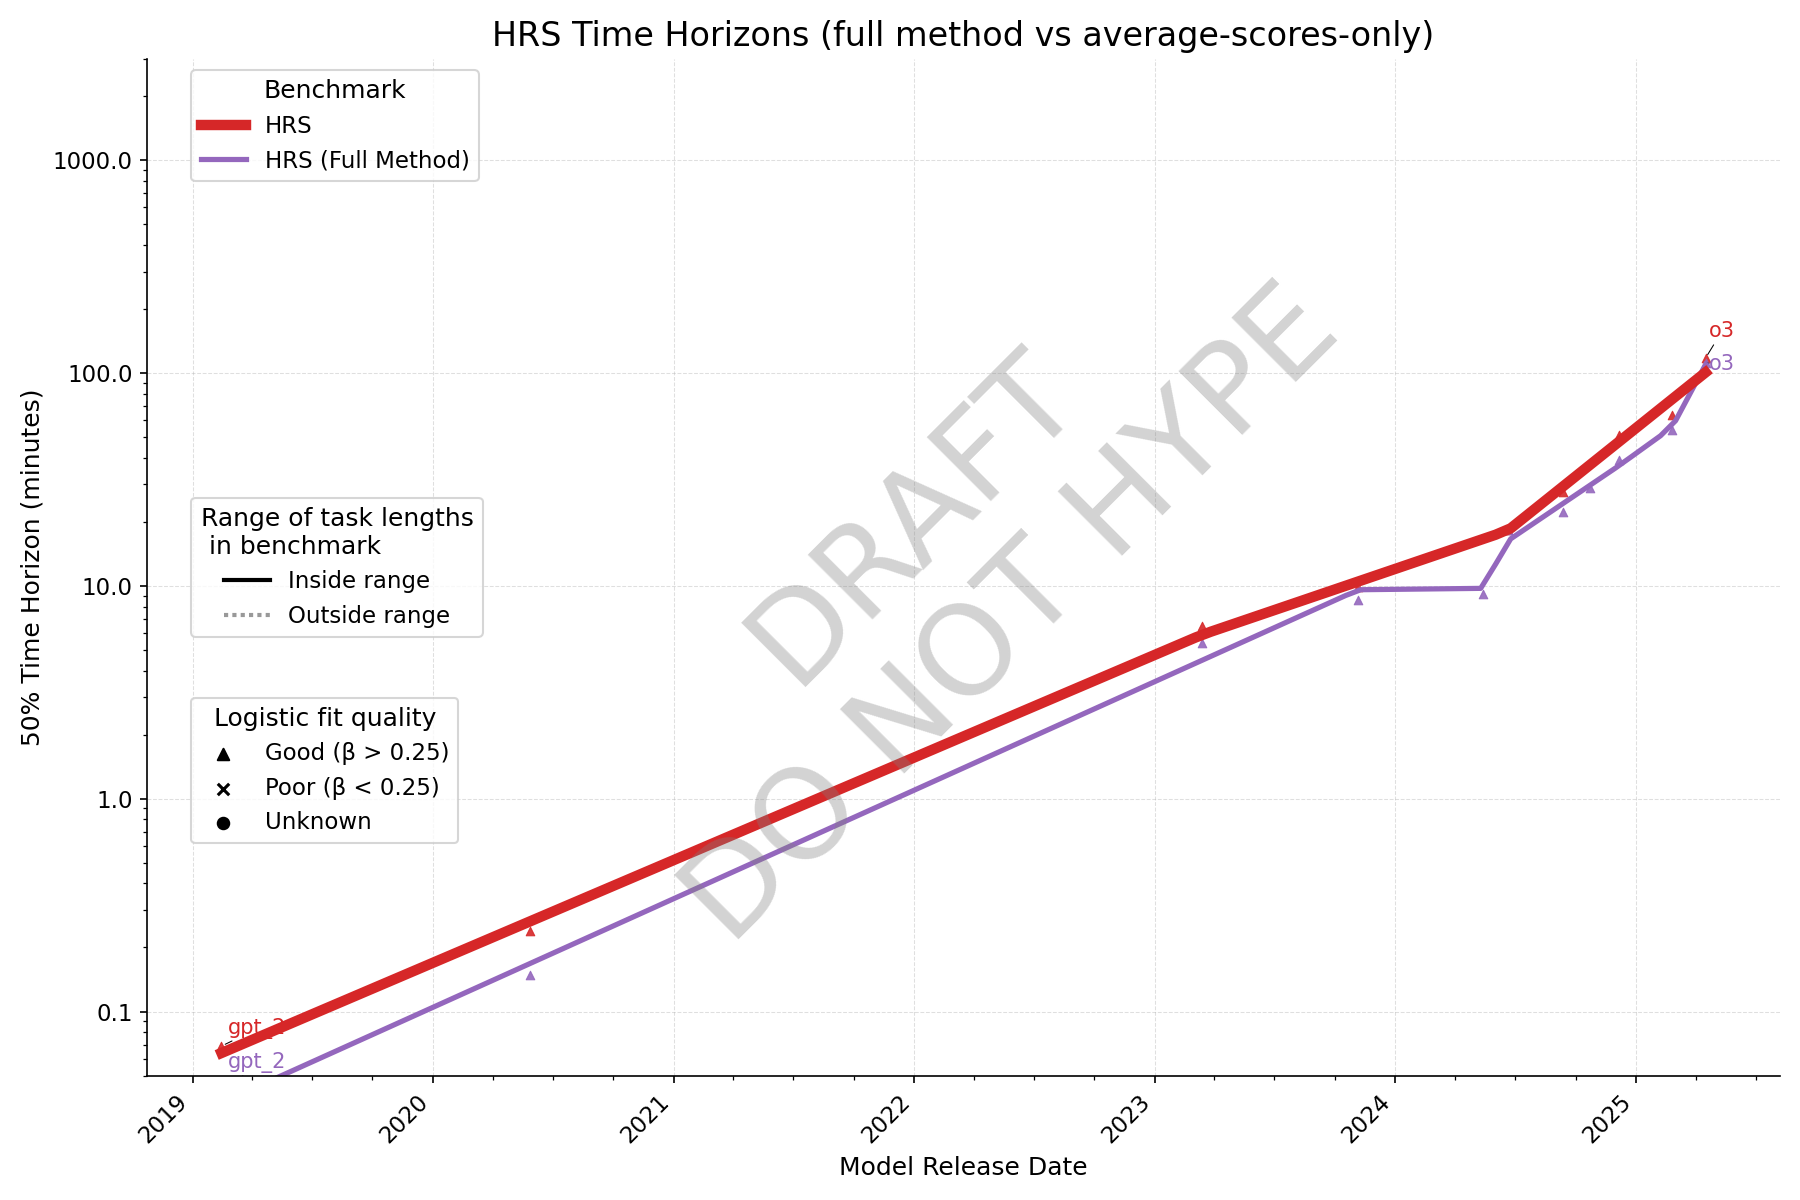 HRS Time Horizons (full method vs average-scores-only)
Benchmark
HRS
HRS (Full Method)
Range of task lengths
in benchmark
Inside range
Outside range
Logistic fit quality
Good (β > 0.25)
Poor (β < 0.25)
Unknown
50% Time Horizon (minutes)
1000.0
100.0
10.0
1.0
0.1
DRAFT
DO NOT HYPE
o3
o3
gpt_2
gpt_2
2019
2020
2021
2022
2023
2024
2025
Model Release Date